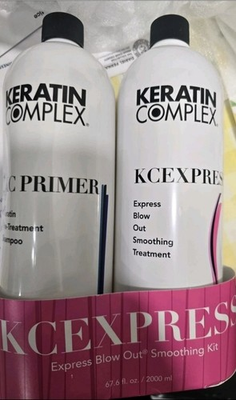 KERATIN
COMPLEX®
C PRIMER
KERATIN
COMPLEX®
KCEXPRES
Express
Blow
Out
Smoothing
Treatment
KCEXPRESS
Express Blow Out® Smoothing Kit
67.6 fl. oz. / 2000 ml